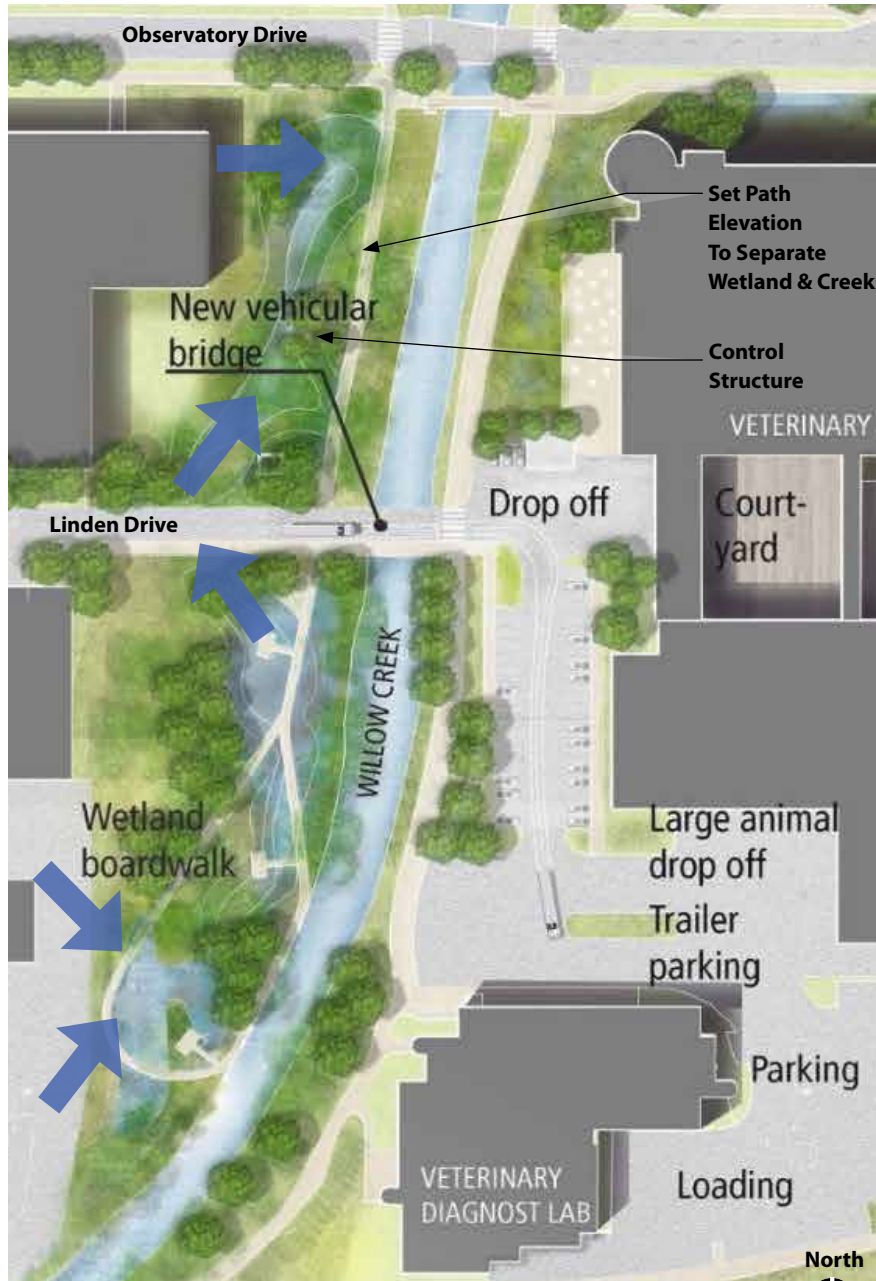 Observatory Drive
Set Path
Elevation
To Separate
Wetland & Creek
New vehicular
bridge
Control
Structure
VETERINARY
Drop off
Court-
yard
Linden Drive
WILLOW CREEK
Wetland
boardwalk
Large animal
drop off
Trailer
parking
Parking
VETERINARY
DIAGNOST LAB
Loading
North